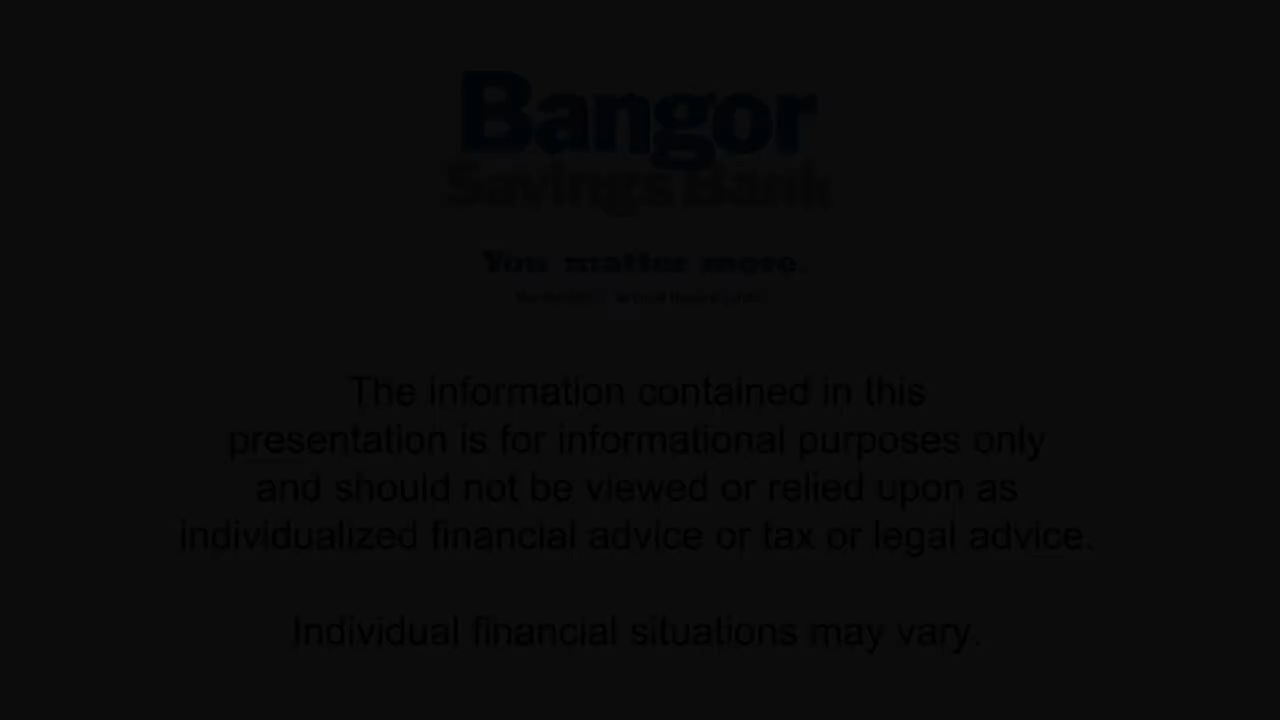 Bangor
Savings Bank
You matter more.
The information contained in this
presentation is for informational purposes only
and should not be viewed or relied upon as
individualized financial advice or tax or legal advice.
Individual financial situations may vary.